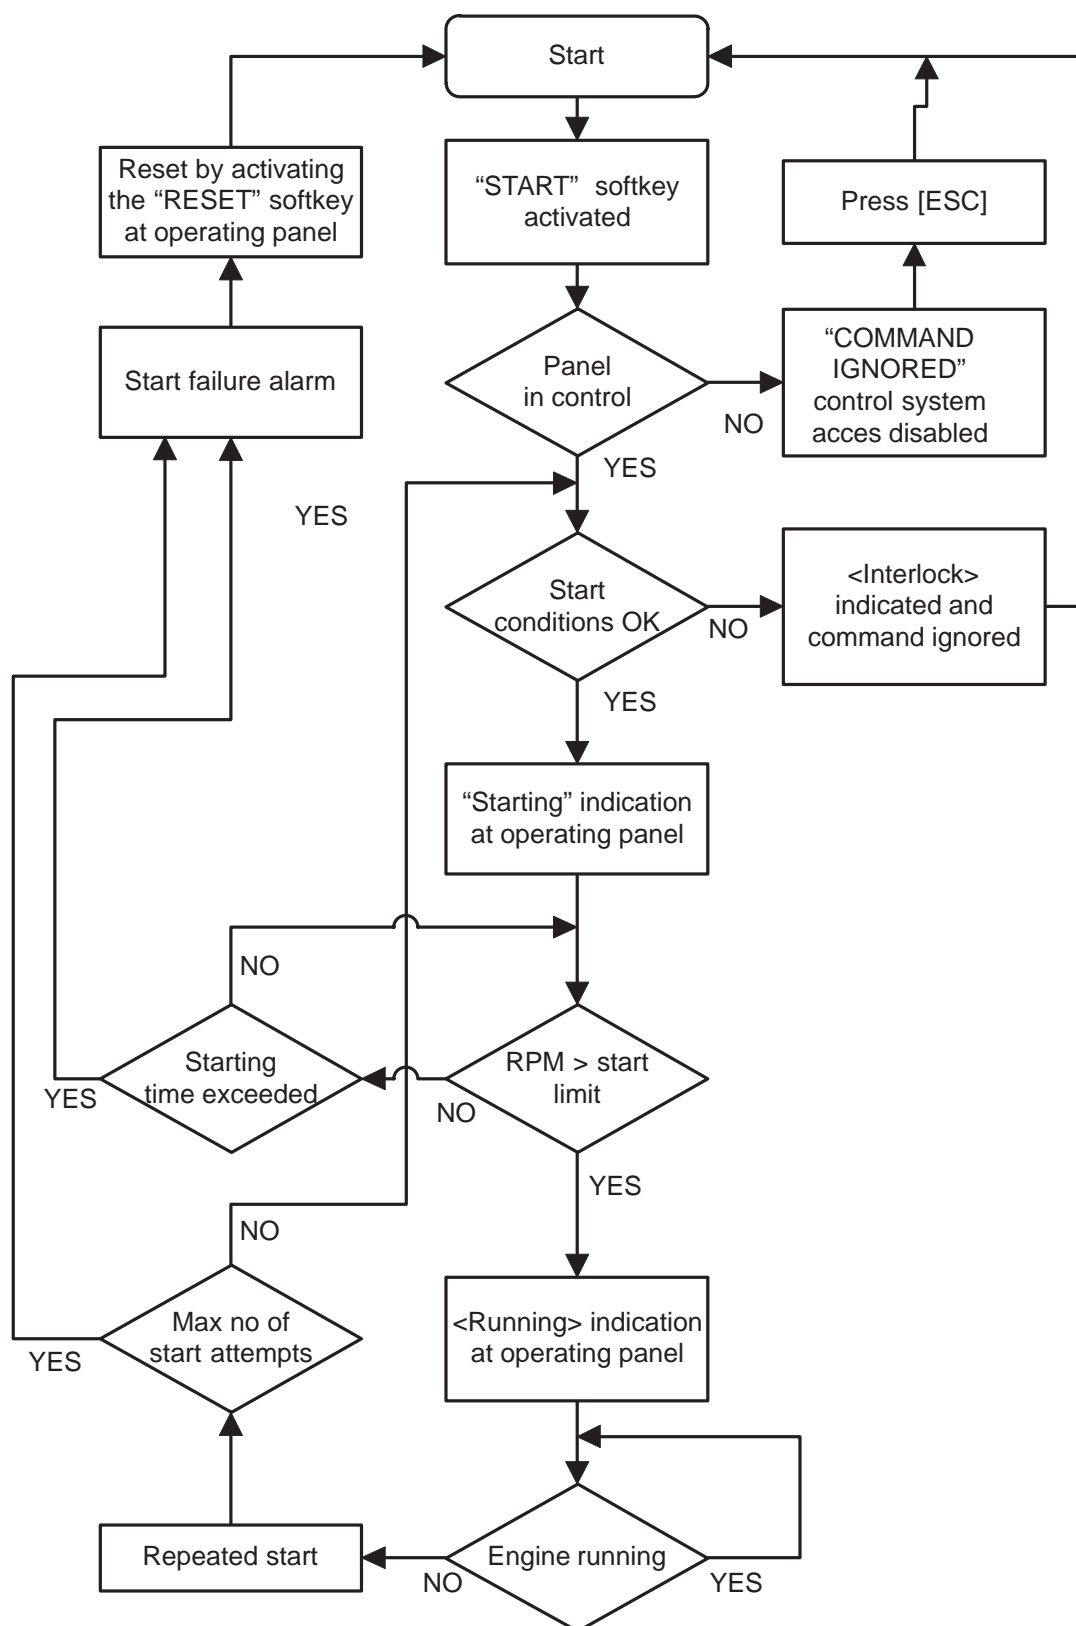 Start
Reset by activating
the “RESET” softkey
at operating panel
“START” softkey
activated
Press [ESC]
Start failure alarm
Panel
in control
NO
“COMMAND
IGNORED”
control system
acces disabled
YES
YES
Start
conditions OK
NO
<Interlock>
indicated and
command ignored
YES
“Starting” indication
at operating panel
NO
Starting
time exceeded
YES
RPM > start
limit
NO
YES
NO
Max no of
start attempts
YES
<Running> indication
at operating panel
Repeated start
Engine running
NO
YES